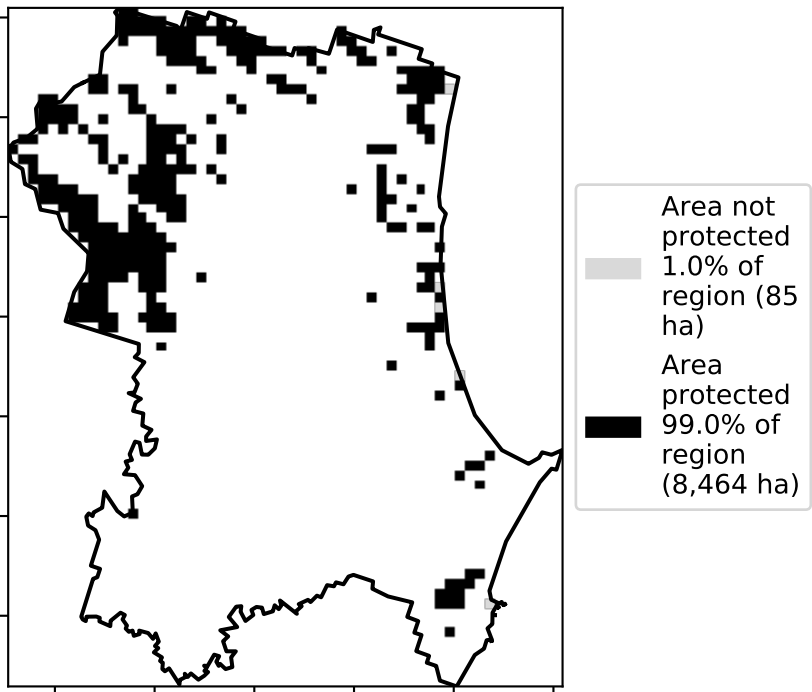 Area not
protected
1.0% of
region (85
ha)
Area
protected
99.0% of
region
(8,464 ha)